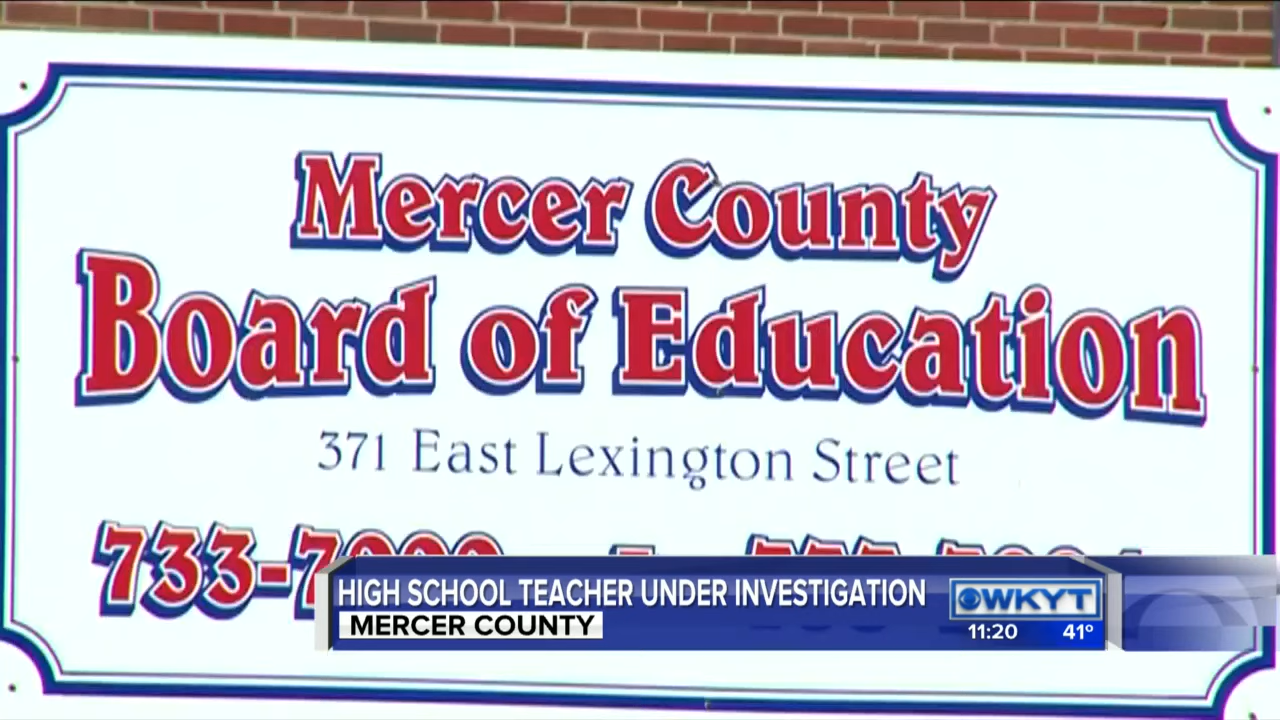 Mercer County
Board of Education
371 East Lexington Street
HIGH SCHOOL TEACHER UNDER INVESTIGATION
MERCER COUNTY
WKYT
11:20 41°